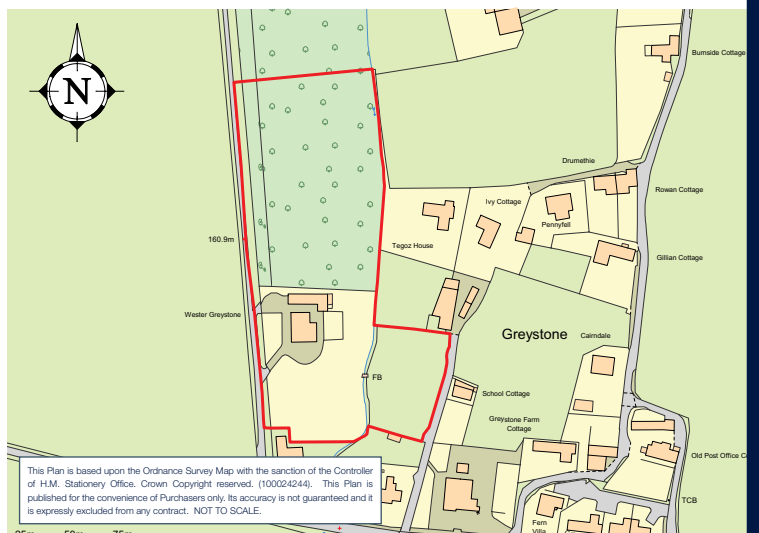 N
Burnside Cottage
Drumethie
Rowan Cottage
Ivy Cottage
Pennyfell
Tegoz House
160.9m
Gillian Cottage
Wester Greystone
Greystone
Cairndale
FB
School Cottage
Greystone Farm
Cottage
Old Post Office
TCB
Fern
Villa
This Plan is based upon the Ordnance Survey Map with the sanction of the Controller
of H.M. Stationery Office. Crown Copyright reserved. (100024244). This Plan is
published for the convenience of Purchasers only. Its accuracy is not guaranteed and it
is expressly excluded from any contract. NOT TO SCALE.